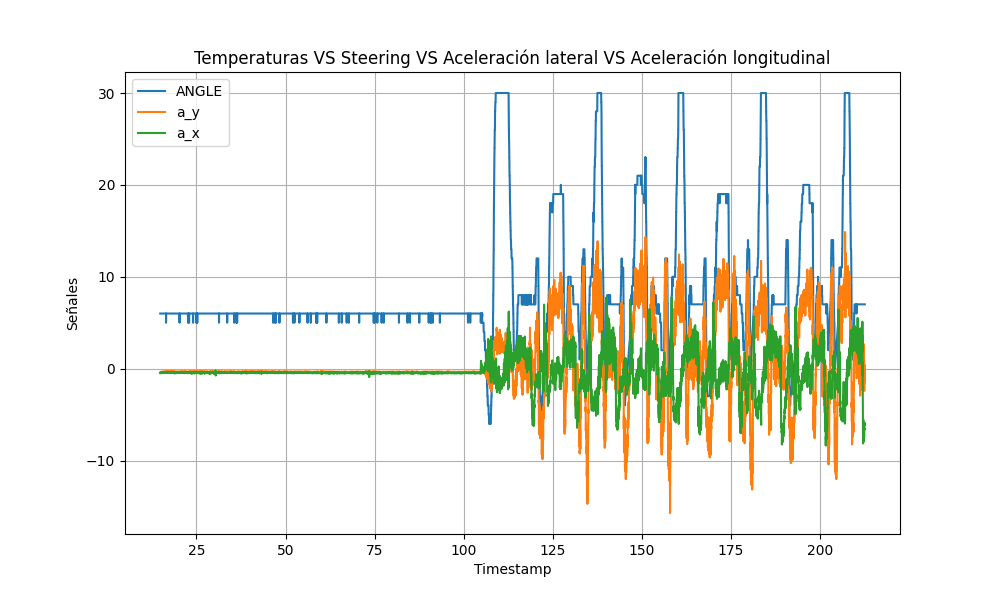 Temperaturas VS Steering VS Aceleración lateral VS Aceleración longitudinal
ANGLE
a_y
a_x
30
20
10
0
−10
Señales
25 50 75 100 125 150 175 200
Timestamp